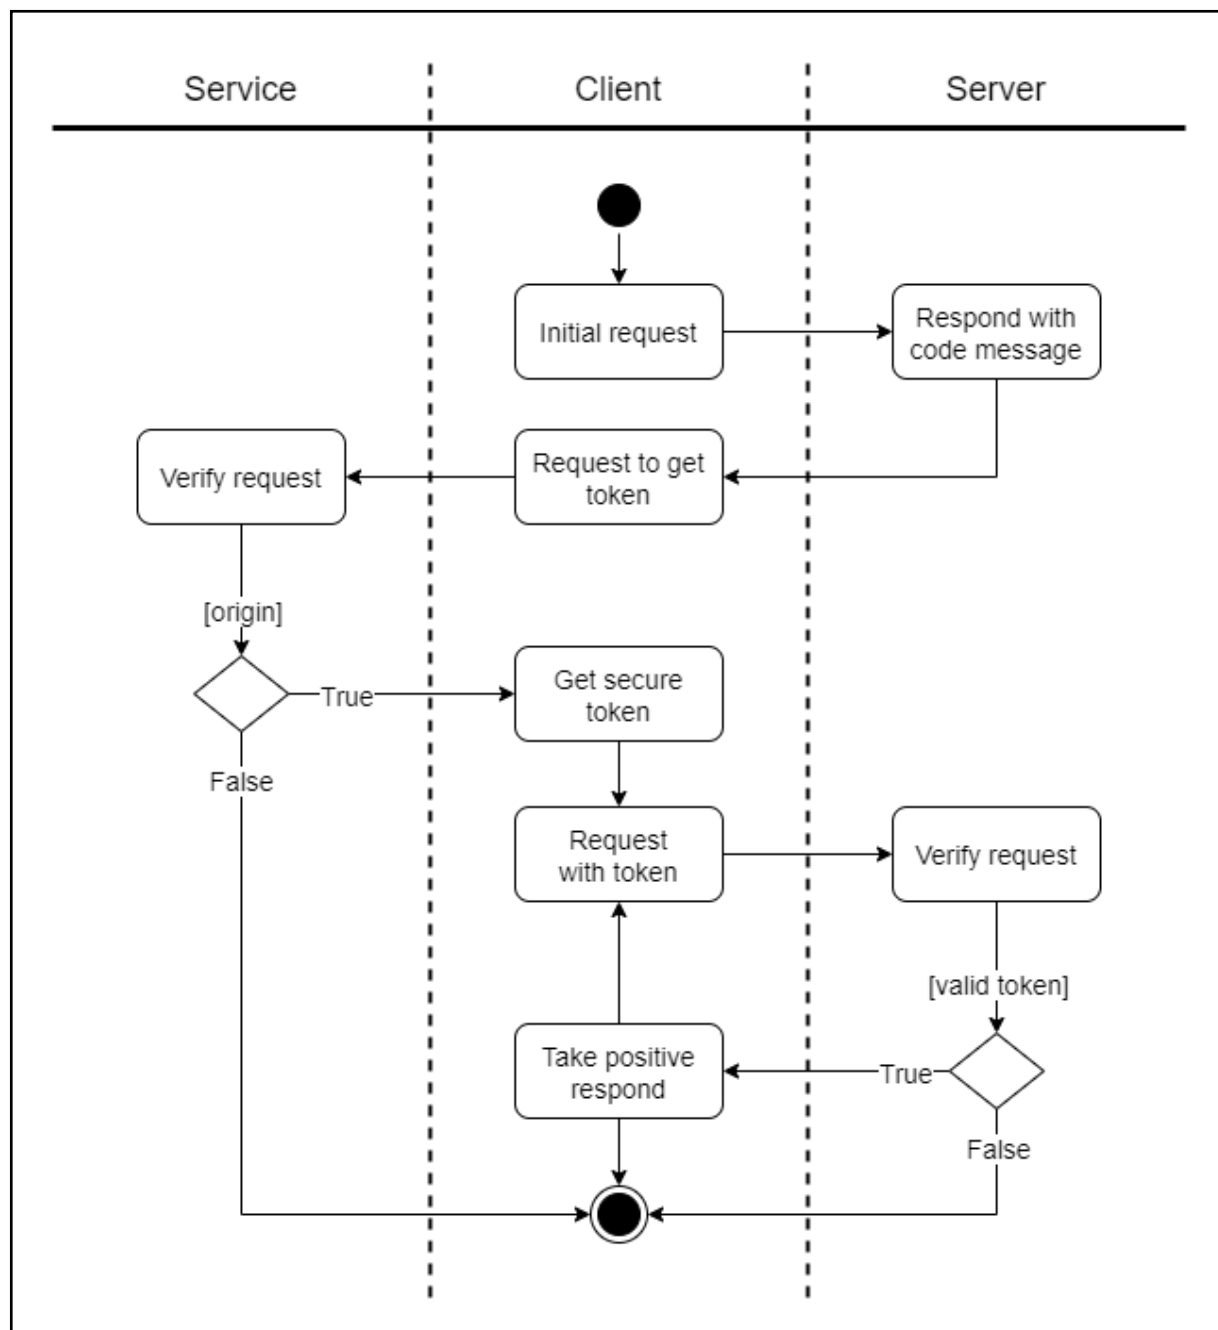 Service
Client
Server
Initial request
Respond with
code message
Verify request
Request to get
token
[origin]
True
Get secure
token
False
Request
with token
Verify request
[valid token]
Take positive
respond
True
False